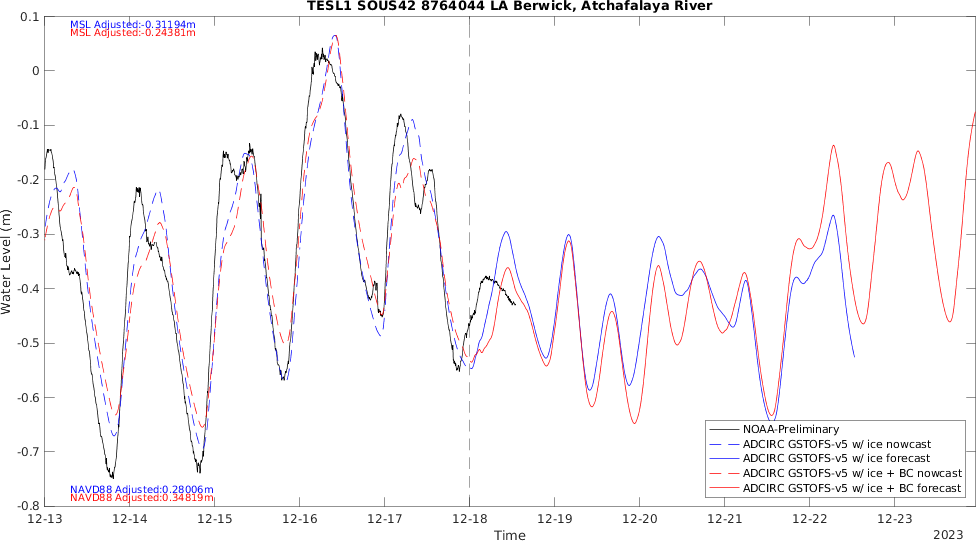 TESL1 SOUS42 8764044 LA Berwick, Atchafalaya River
MSL Adjusted:-0.31194m
MSL Adjusted:-0.24381m
0.1
0
-0.1
-0.2
-0.3
-0.4
-0.5
-0.6
-0.7
-0.8
Water Level (m)
NAVD88 Adjusted:0.28006m
NAVD88 Adjusted:0.34819m
NOAA-Preliminary
ADCIRC GSTOFS-v5 w/ ice nowcast
ADCIRC GSTOFS-v5 w/ ice forecast
ADCIRC GSTOFS-v5 w/ ice + BC nowcast
ADCIRC GSTOFS-v5 w/ ice + BC forecast
12-13 12-14 12-15 12-16 12-17 12-18 12-19 12-20 12-21 12-22 12-23
Time
2023